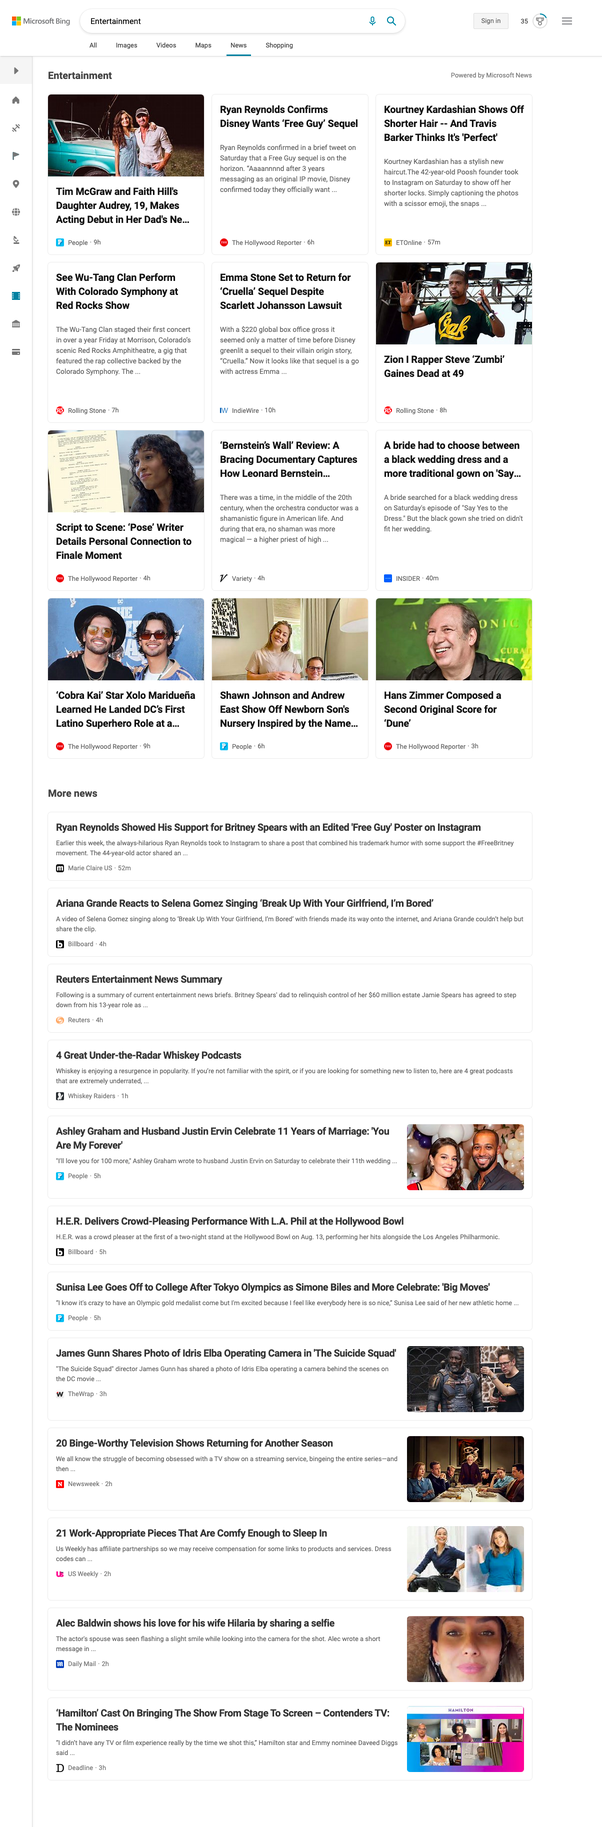 Microsoft Bing
Entertainment
Sign in
35
All
Images
Videos
Maps
News
Shopping
Entertainment
Powered by Microsoft News
Tim McGraw and Faith Hill's
Daughter Audrey, 19, Makes
Acting Debut in Her Dad's Ne...
People · 9h
Ryan Reynolds Confirms
Disney Wants ‘Free Guy’ Sequel
Ryan Reynolds confirmed in a brief tweet on
Saturday that a Free Guy sequel is on the
horizon. “Aaaannnnd after 3 years
messaging as an original IP movie, Disney
confirmed today they officially want ...
The Hollywood Reporter · 6h
Kourtney Kardashian Shows Off
Shorter Hair -- And Travis
Barker Thinks It's 'Perfect'
Kourtney Kardashian has a stylish new
haircut.The 42-year-old Poosh founder took
to Instagram on Saturday to show off her
shorter locks. Simply captioning the photos
with a scissor emoji, the snaps ...
ETOnline · 57m
See Wu-Tang Clan Perform
With Colorado Symphony at
Red Rocks Show
The Wu-Tang Clan staged their first concert
in over a year Friday at Morrison, Colorado’s
scenic Red Rocks Amphitheatre, a gig that
featured the rap collective backed by the
Colorado Symphony. The ...
Rolling Stone · 7h
Emma Stone Set to Return for
‘Cruella’ Sequel Despite
Scarlett Johansson Lawsuit
With a $220 global box office gross it
seemed only a matter of time before Disney
greenlit a sequel to their villain origin story,
“Cruella.” Now it looks like that sequel is a go
with actress Emma ...
IndieWire · 10h
Oak
Zion I Rapper Steve ‘Zumbi’
Gaines Dead at 49
Rolling Stone · 8h
Script to Scene: ‘Pose’ Writer
Details Personal Connection to
Finale Moment
The Hollywood Reporter · 4h
‘Bernstein’s Wall’ Review: A
Bracing Documentary Captures
How Leonard Bernstein...
There was a time, in the middle of the 20th
century, when the orchestra conductor was a
shamanistic figure in American life. And
during that era, no shaman was more
magical — a higher priest of high ...
Variety · 4h
A bride had to choose between
a black wedding dress and a
more traditional gown on 'Say...
A bride searched for a black wedding dress
on Saturday's episode of "Say Yes to the
Dress." But the black gown she tried on didn't
fit her wedding.
INSIDER · 40m
‘Cobra Kai’ Star Xolo Maridueña
Learned He Landed DC’s First
Latino Superhero Role at a...
The Hollywood Reporter · 9h
Shawn Johnson and Andrew
East Show Off Newborn Son's
Nursery Inspired by the Name...
People · 6h
Hans Zimmer Composed a
Second Original Score for
‘Dune’
The Hollywood Reporter · 3h
More news
Ryan Reynolds Showed His Support for Britney Spears with an Edited 'Free Guy' Poster on Instagram
Earlier this week, the always-hilarious Ryan Reynolds took to Instagram to share a post that combined his trademark humor with some support the #FreeBritney
movement. The 44-year-old actor shared an ...
Marie Claire US · 52m
Ariana Grande Reacts to Selena Gomez Singing ‘Break Up With Your Girlfriend, I’m Bored’
A video of Selena Gomez singing along to ‘Break Up With Your Girlfriend, I'm Bored’ with friends made its way onto the internet, and Ariana Grande couldn't help but
share the clip.
Billboard · 4h
Reuters Entertainment News Summary
Following is a summary of current entertainment news briefs. Britney Spears' dad to relinquish control of her $60 million estate Jamie Spears has agreed to step
down from his 13-year role as ...
Reuters · 4h
4 Great Under-the-Radar Whiskey Podcasts
Whiskey is enjoying a resurgence in popularity. If you’re not familiar with the spirit, or if you are looking for something new to listen to, here are 4 great podcasts
that are extremely underrated, ...
Whiskey Raiders · 1h
Ashley Graham and Husband Justin Ervin Celebrate 11 Years of Marriage: 'You
Are My Forever'
"I'll love you for 100 more," Ashley Graham wrote to husband Justin Ervin on Saturday to celebrate their 11th wedding ...
People · 5h
H.E.R. Delivers Crowd-Pleasing Performance With L.A. Phil at the Hollywood Bowl
H.E.R. was a crowd pleaser at the first of a two-night stand at the Hollywood Bowl on Aug. 13, performing her hits alongside the Los Angeles Philharmonic.
Billboard · 5h
Sunisa Lee Goes Off to College After Tokyo Olympics as Simone Biles and More Celebrate: 'Big Moves'
"I know it's crazy to have an Olympic gold medalist come but I'm excited because I feel like everybody here is so nice," Sunisa Lee said of her new athletic home ...
People · 5h
James Gunn Shares Photo of Idris Elba Operating Camera in 'The Suicide Squad'
"The Suicide Squad" director James Gunn has shared a photo of Idris Elba operating a camera behind the scenes on
the DC movie ...
TheWrap · 3h
20 Binge-Worthy Television Shows Returning for Another Season
We all know the struggle of becoming obsessed with a TV show on a streaming service, bingeing the entire series—and
then ...
Newsweek · 2h
21 Work-Appropriate Pieces That Are Comfy Enough to Sleep In
Us Weekly has affiliate partnerships so we may receive compensation for some links to products and services. Dress
codes can ...
US Weekly · 2h
Alec Baldwin shows his love for his wife Hilaria by sharing a selfie
The actor's spouse was seen flashing a slight smile while looking into the camera for the shot. Alec wrote a short
message in ...
Daily Mail · 2h
‘Hamilton’ Cast On Bringing The Show From Stage To Screen – Contenders TV:
The Nominees
“I didn’t have any TV or film experience really by the time we shot this,” Hamilton star and Emmy nominee Daveed Diggs
said ...
Deadline · 3h
HAMILTON